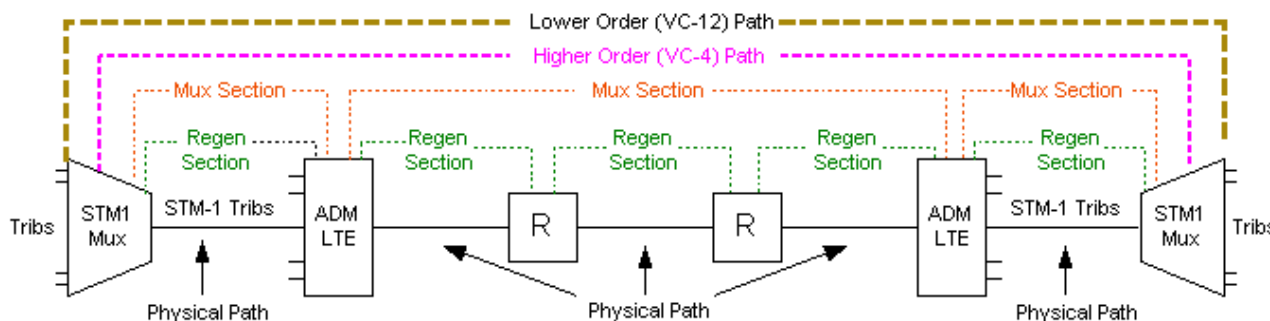 Lower Order (VC-12) Path
Higher Order (VC-4) Path
Mux Section
Mux Section
Mux Section
Regen
Section
Regen
Section
Regen
Section
Regen
Section
Regen
Section
Tribs
STM1
Mux
STM-1 Tribs
ADM
LTE
R
R
ADM
LTE
STM-1 Tribs
STM1
Mux
Tribs
Physical Path
Physical Path
Physical Path